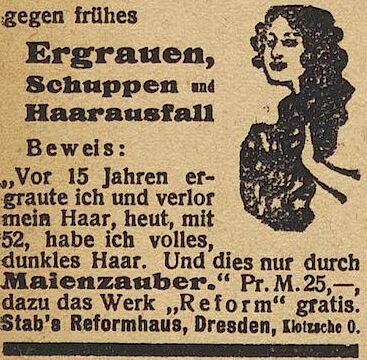 gegen frühes
Ergrauen,
Schuppen und
Haarausfall
Beweis:
„Vor 15 Jahren er-
graute ich und verlor
mein Haar, heut, mit
52, habe ich volles,
dunkles Haar. Und dies nur durch
Maienzauber.“ Pr. M. 25,—,
dazu das Werk „Reform“ gratis.
Stab's Reformhaus, Dresden, Klotzsche O.